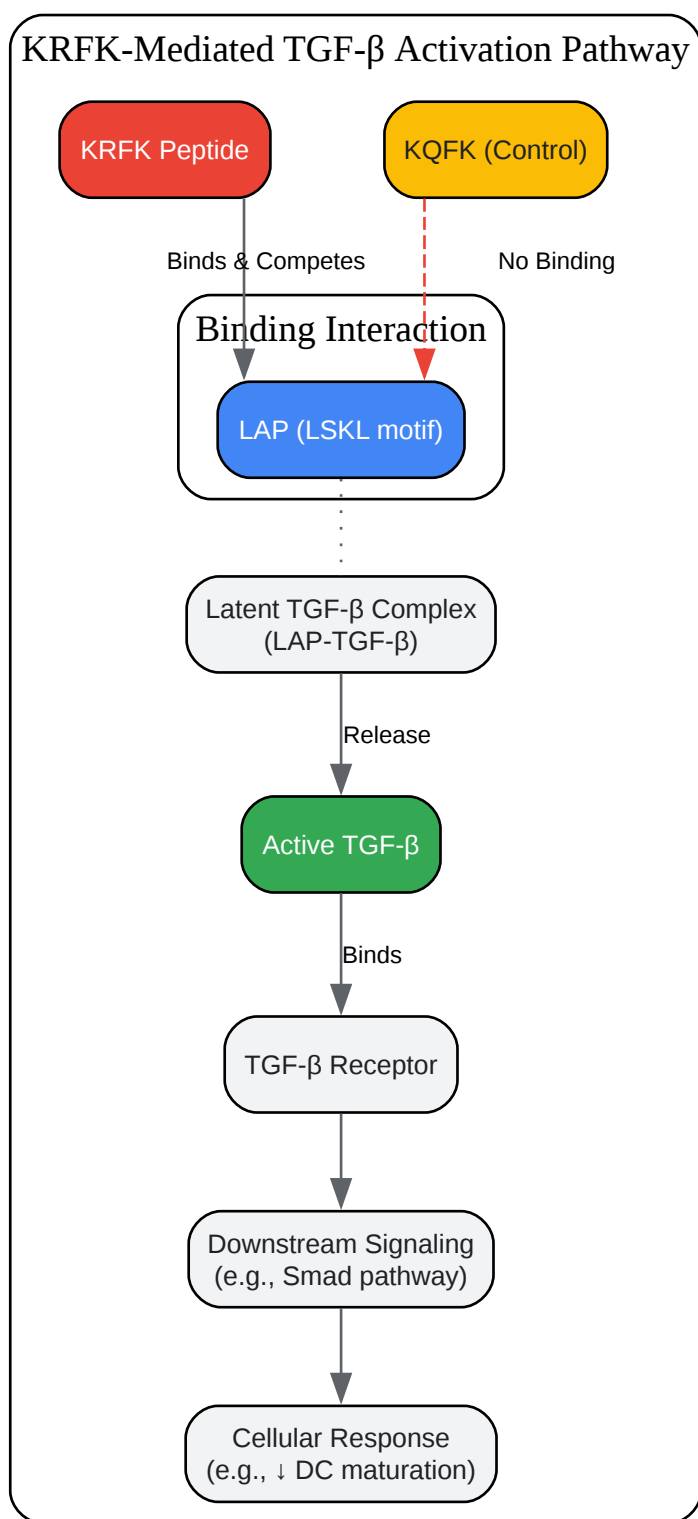 KRFK-Mediated TGF-β Activation Pathway
KRFK Peptide
KQFK (Control)
Binds & Competes
No Binding
Binding Interaction
LAP (LSKL motif)
Latent TGF-β Complex
(LAP-TGF-β)
Release
Active TGF-β
Binds
TGF-β Receptor
Downstream Signaling
(e.g., Smad pathway)
Cellular Response
(e.g., ↓ DC maturation)